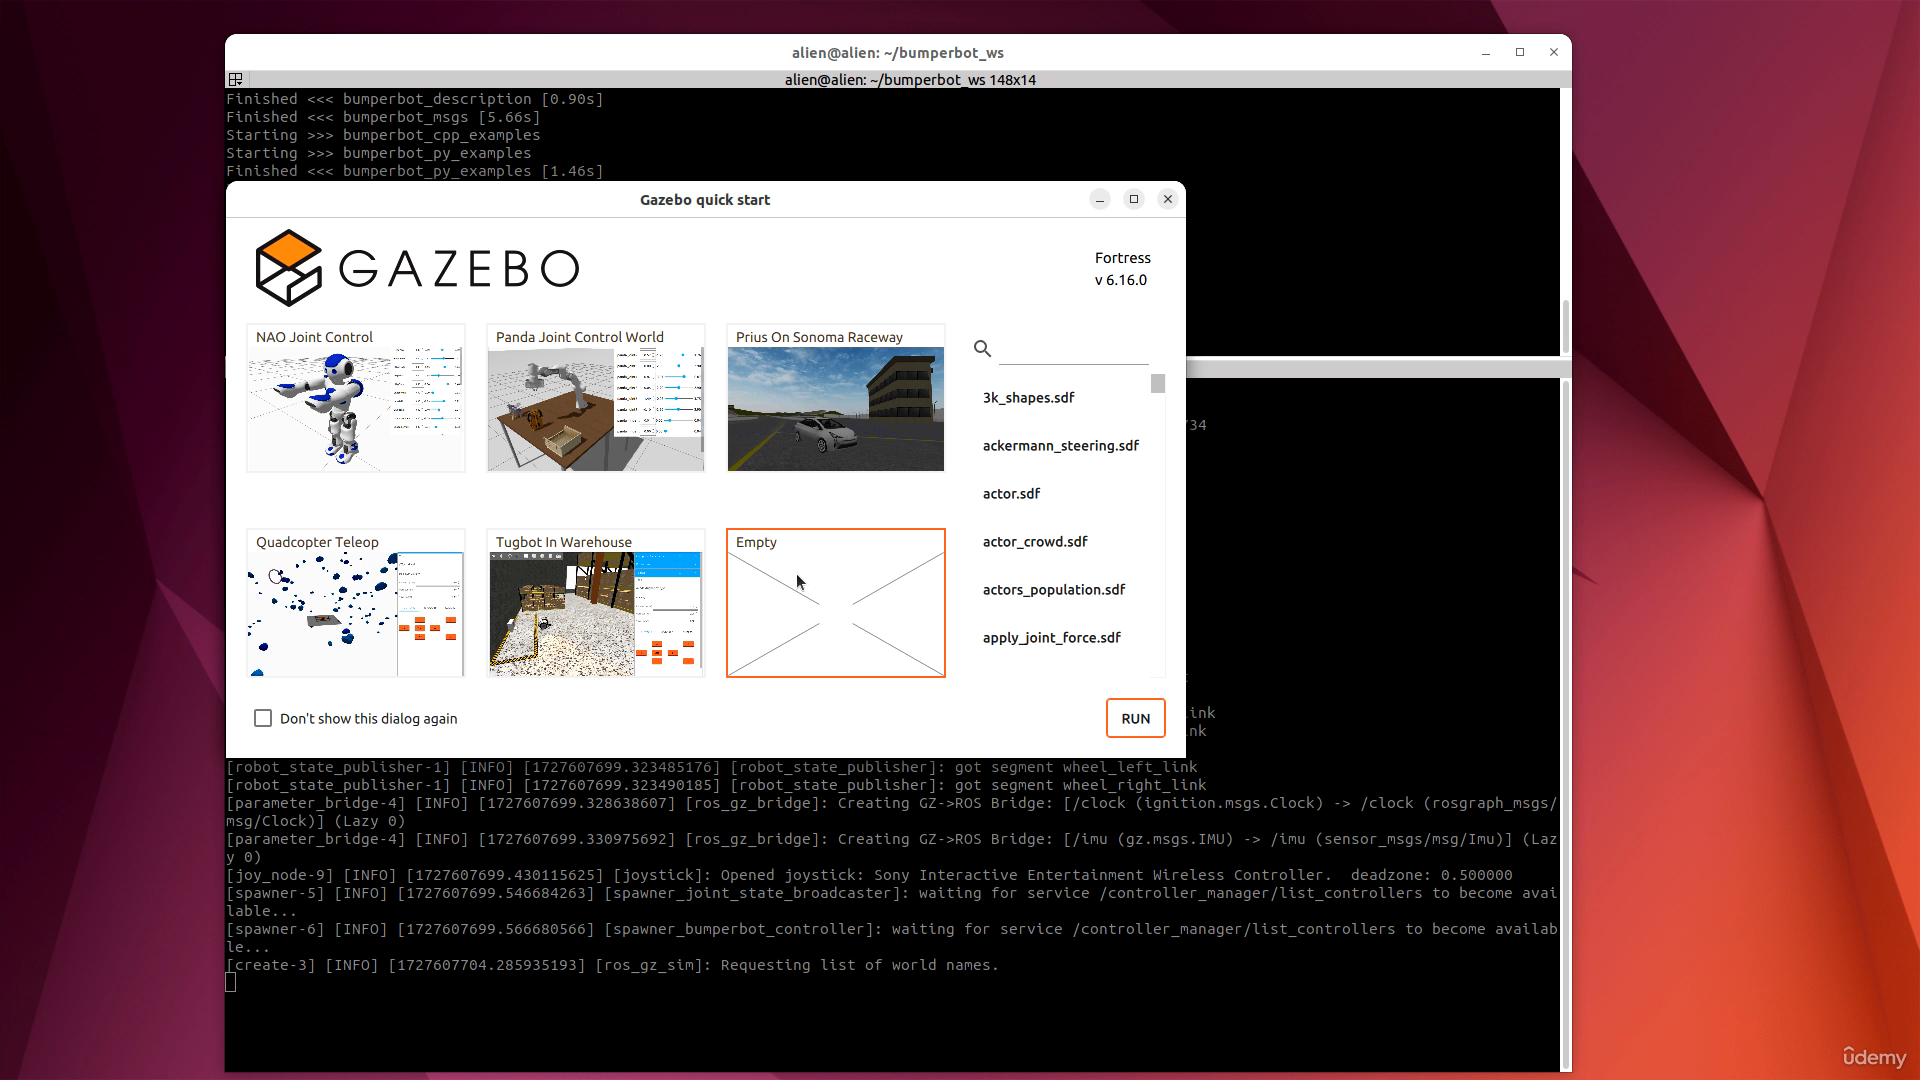 alien@alien: ~/bumperbot_ws
alien@alien: ~/bumperbot_ws 148x14
Finished <<< bumperbot_description [0.90s]
Finished <<< bumperbot_msgs [5.66s]
Starting >>> bumperbot_cpp_examples
Starting >>> bumperbot_py_examples
Finished <<< bumperbot_py_examples [1.46s]
Gazebo quick start
GAZEBO
Fortress
v 6.16.0
NAO Joint Control
Panda Joint Control World
Prius On Sonoma Raceway
3k_shapes.sdf
ackermann_steering.sdf
actor.sdf
actor_crowd.sdf
actors_population.sdf
apply_joint_force.sdf
Quadcopter Teleop
Tugbot In Warehouse
Empty
Don't show this dialog again
RUN
734
ink
nk
[robot_state_publisher-1] [INFO] [1727607699.323485176] [robot_state_publisher]: got segment wheel_left_link
[robot_state_publisher-1] [INFO] [1727607699.323490185] [robot_state_publisher]: got segment wheel_right_link
[parameter_bridge-4] [INFO] [1727607699.328638607] [ros_gz_bridge]: Creating GZ->ROS Bridge: [/clock (ignition.msgs.Clock) -> /clock (rosgraph_msgs/
msg/Clock)] (Lazy 0)
[parameter_bridge-4] [INFO] [1727607699.330975692] [ros_gz_bridge]: Creating GZ->ROS Bridge: [/imu (gz.msgs.IMU) -> /imu (sensor_msgs/msg/Imu)] (Laz
y 0)
[joy_node-9] [INFO] [1727607699.430115625] [joystick]: Opened joystick: Sony Interactive Entertainment Wireless Controller.  deadzone: 0.500000
[spawner-5] [INFO] [1727607699.546684263] [spawner_joint_state_broadcaster]: waiting for service /controller_manager/list_controllers to become avai
lable...
[spawner-6] [INFO] [1727607699.566680566] [spawner_bumperbot_controller]: waiting for service /controller_manager/list_controllers to become availab
le...
[create-3] [INFO] [1727607704.285935193] [ros_gz_sim]: Requesting list of world names.
ûdemy